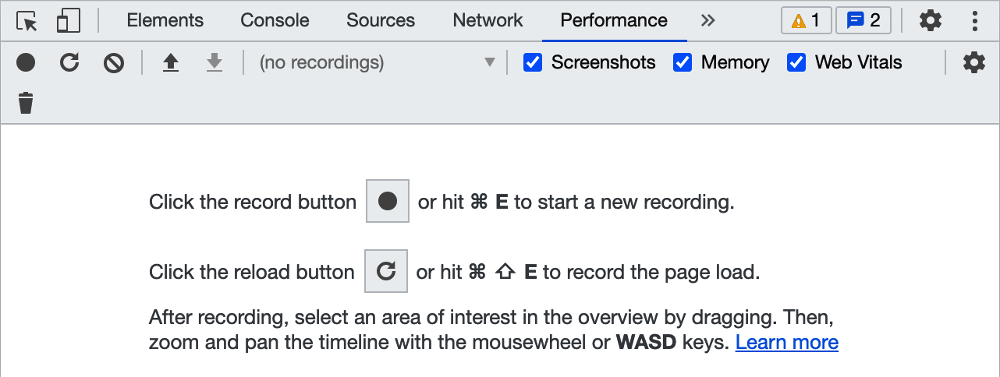 Elements Console Sources Network Performance » 1 2
(no recordings) ▼ Screenshots Memory Web Vitals
Click the record button or hit ⌘ E to start a new recording.
Click the reload button or hit ⌘ ⇧ E to record the page load.
After recording, select an area of interest in the overview by dragging. Then,
zoom and pan the timeline with the mousewheel or WASD keys. Learn more